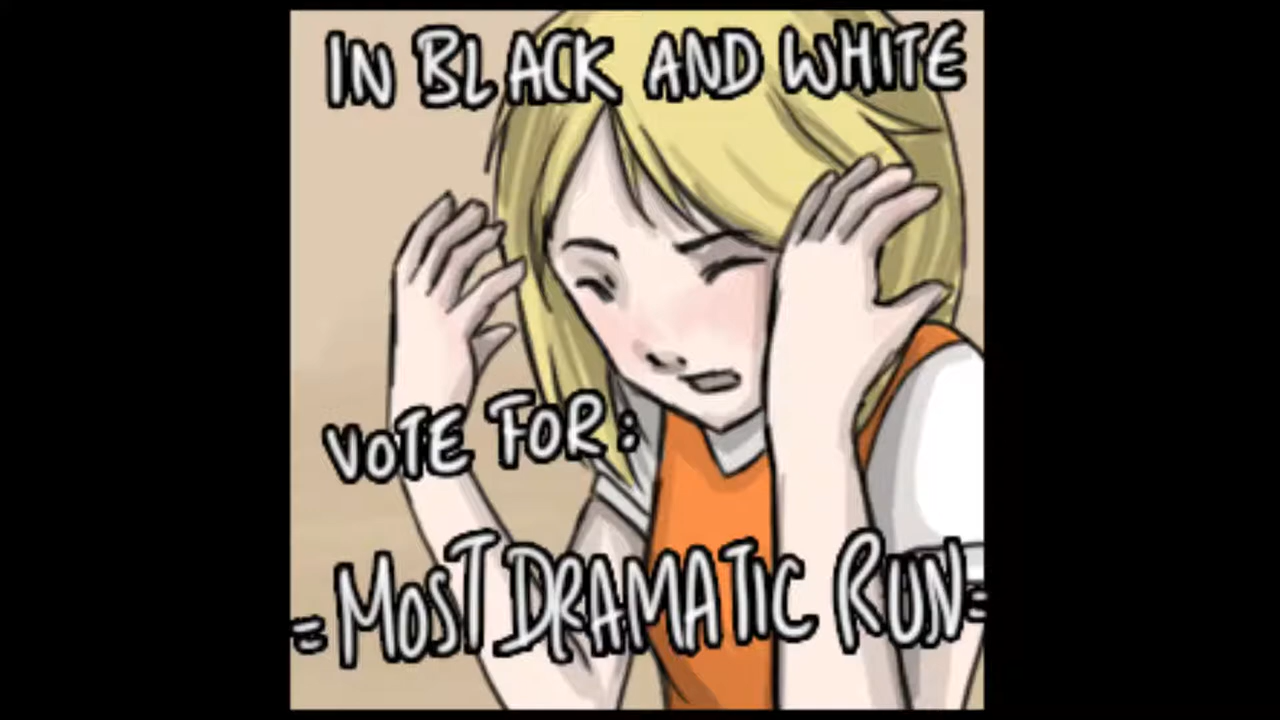 IN BLACK AND WHITE
VOTE FOR:
=MOST DRAMATIC RUN=